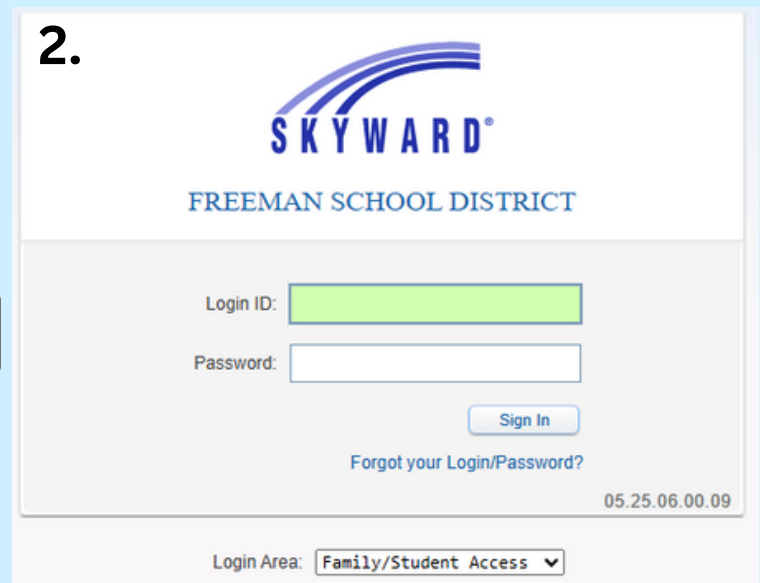 2.
SKYWARD®
FREEMAN SCHOOL DISTRICT
Login ID:
Password:
Sign In
Forgot your Login/Password?
05.25.06.00.09
Login Area: Family/Student Access